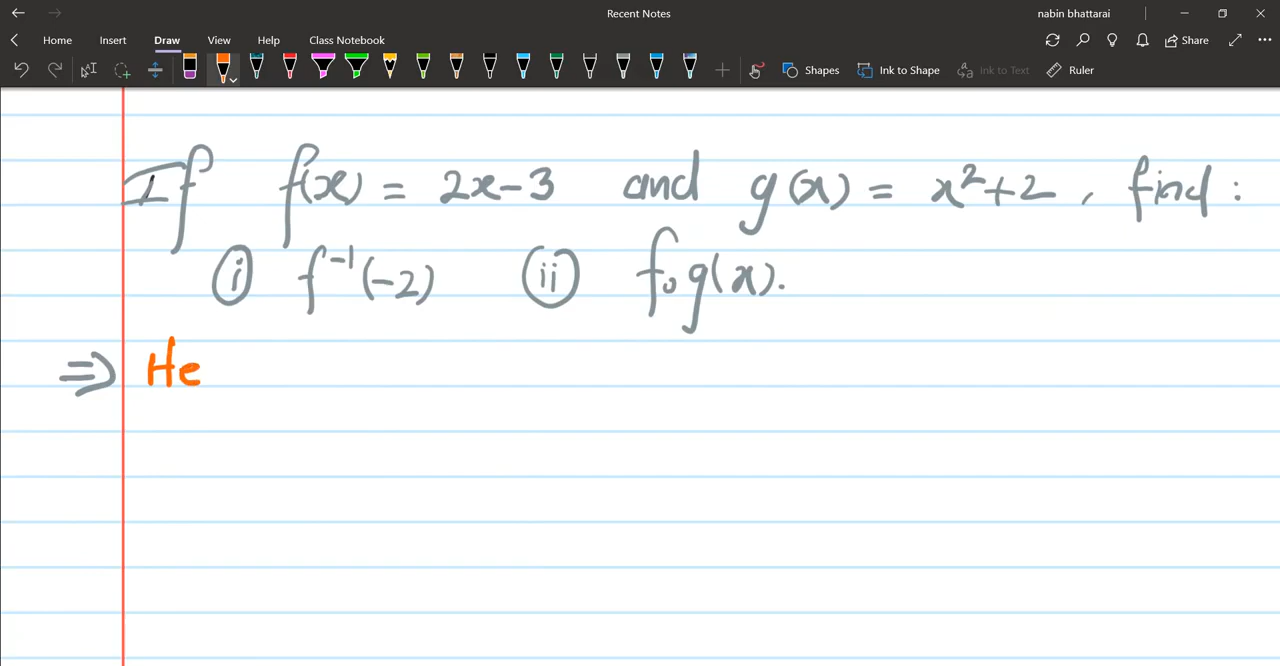 Recent Notes
nabin bhattarai
Home Insert Draw View Help Class Notebook
Share
Shapes Ink to Shape Ink to Text Ruler
If f(x) = 2x-3 and g(x) = x²+2, find:
(i) f⁻¹(-2) (ii) fog(x).
⇒ He